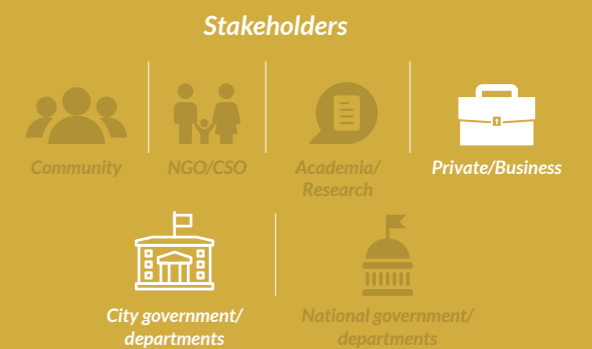 Stakeholders
Community
NGO/CSO
Academia/
Research
Private/Business
City government/
departments
National government/
departments